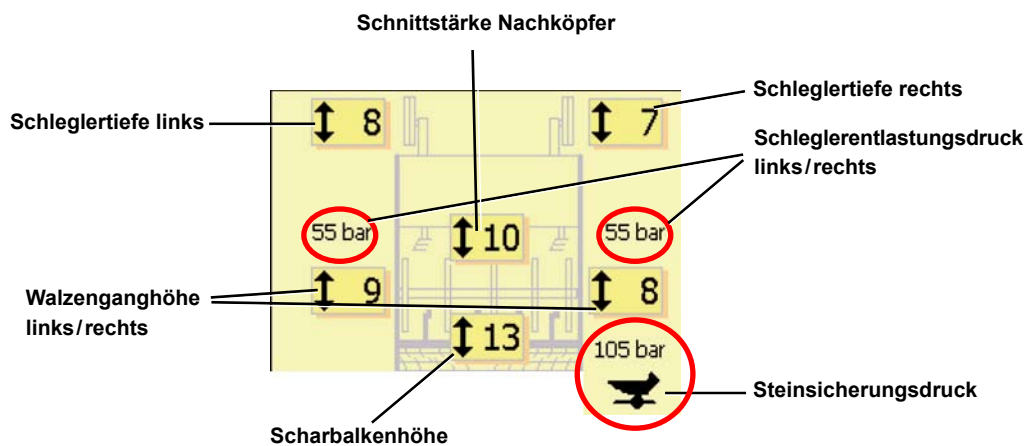 Schnittstärke Nachköpfer
Schleglertiefe links
8
7
Schleglertiefe rechts
Schleglerentlastungsdruck
links/rechts
55 bar
10
55 bar
Walzenganghöhe
links/rechts
9
8
13
105 bar
Steinsicherungsdruck
Scharbalkenhöhe